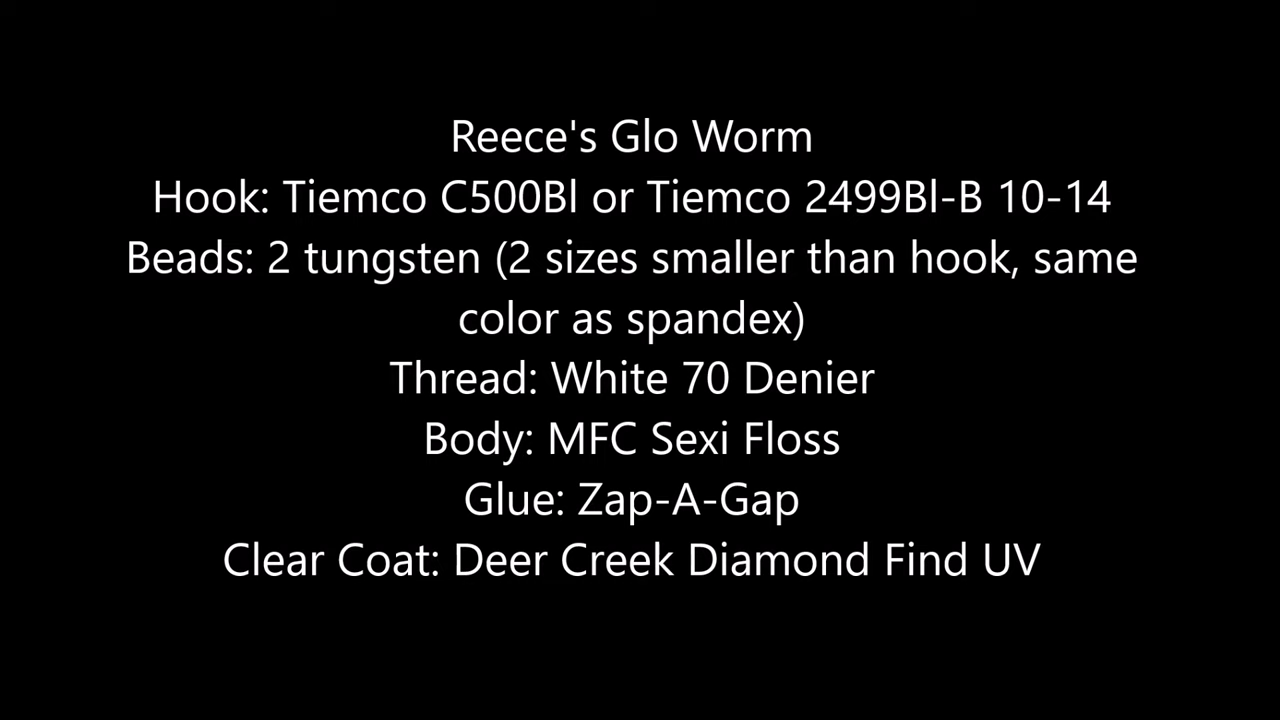 Reece's Glo Worm
Hook: Tiemco C500Bl or Tiemco 2499Bl-B 10-14
Beads: 2 tungsten (2 sizes smaller than hook, same
color as spandex)
Thread: White 70 Denier
Body: MFC Sexi Floss
Glue: Zap-A-Gap
Clear Coat: Deer Creek Diamond Find UV